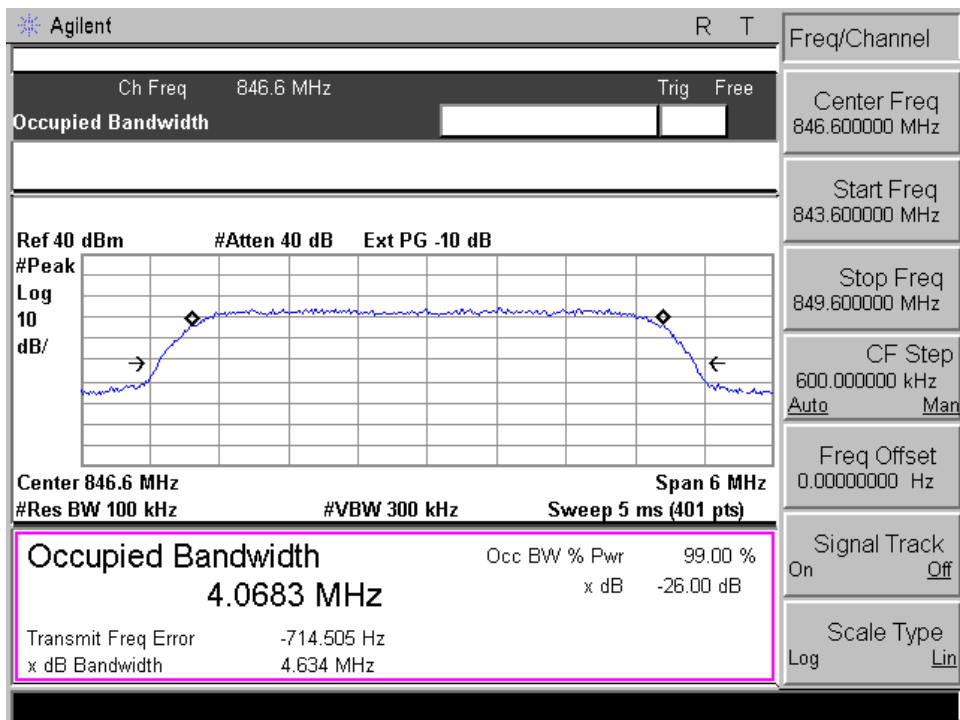 Agilent R T
Ch Freq 846.6 MHz Trig Free
Occupied Bandwidth
Ref 40 dBm #Atten 40 dB Ext PG -10 dB
#Peak
Log
10
dB/
Center 846.6 MHz Span 6 MHz
#Res BW 100 kHz #VBW 300 kHz Sweep 5 ms (401 pts)
Occupied Bandwidth Occ BW % Pwr 99.00 %
4.0683 MHz x dB -26.00 dB
Transmit Freq Error -714.505 Hz
x dB Bandwidth 4.634 MHz
Freq/Channel
Center Freq
846.600000 MHz
Start Freq
843.600000 MHz
Stop Freq
849.600000 MHz
CF Step
600.000000 kHz
Auto Man
Freq Offset
0.00000000 Hz
Signal Track
On Off
Scale Type
Log Lin